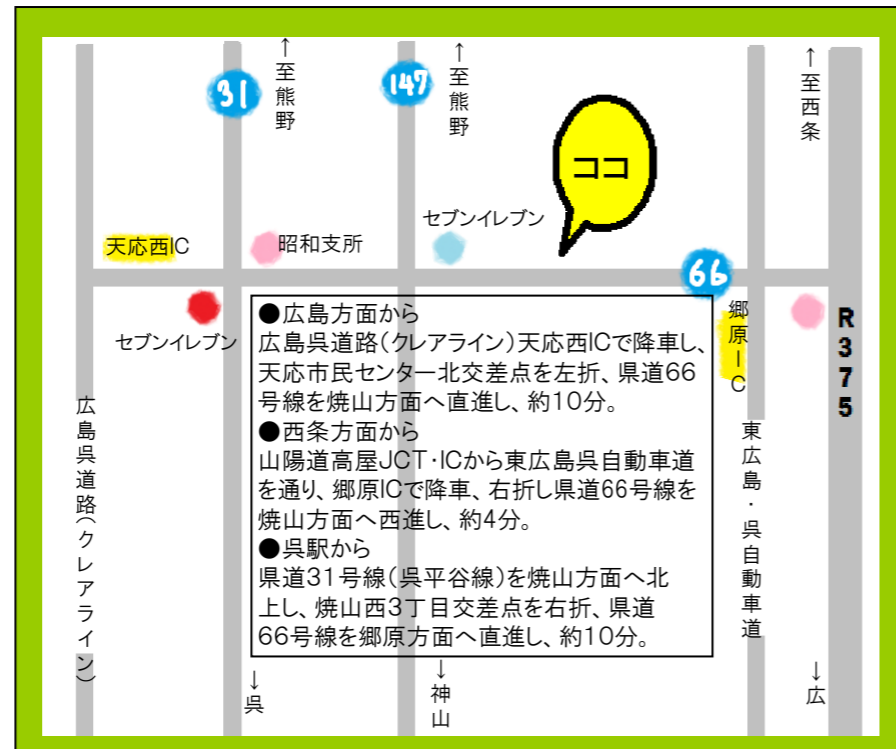 31
↑至熊野
147
↑至熊野
↑至西条
ココ
セブンイレブン
天応西IC
昭和支所
66
セブンイレブン
郷原IC
R375
●広島方面から
広島呉道路(クレアライン)天応西ICで降車し、
天応市民センター北交差点を左折、県道66
号線を焼山方面へ直進し、約10分。
●西条方面から
山陽道高屋JCT・ICから東広島呉自動車道
を通り、郷原ICで降車、右折し県道66号線を
焼山方面へ西進し、約4分。
●呉駅から
県道31号線(呉平谷線)を焼山方面へ北
上し、焼山西3丁目交差点を右折、県道
66号線を郷原方面へ直進し、約10分。
広島呉道路(クレアライン)
東広島・呉自動車道
↓呉
↓神山
↓広